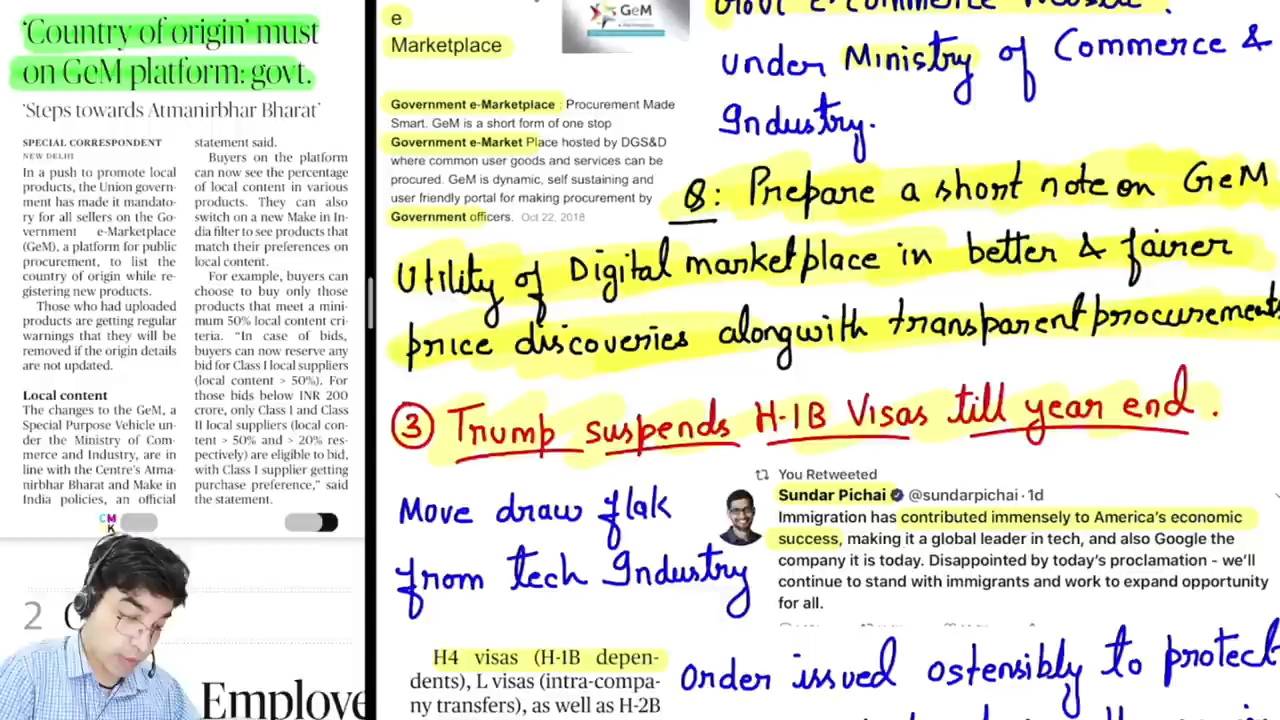 'Country of origin' must
on GeM platform: govt.
'Steps towards Atmanirbhar Bharat'
SPECIAL CORRESPONDENT
NEW DELHI
In a push to promote local
products, the Union govern-
ment has made it mandato-
ry for all sellers on the Go-
vernment e-Marketplace
(GeM), a platform for public
procurement, to list the
country of origin while re-
gistering new products.
Those who had uploaded
products are getting regular
warnings that they will be
removed if the origin details
are not updated.
Local content
The changes to the GeM, a
Special Purpose Vehicle un-
der the Ministry of Com-
merce and Industry, are in
line with the Centre's Atma-
nirbhar Bharat and Make in
India policies, an official
statement said.
Buyers on the platform
can now see the percentage
of local content in various
products. They can also
switch on a new Make in In-
dia filter to see products that
match their preferences on
local content.
For example, buyers can
choose to buy only those
products that meet a mini-
mum 50% local content cri-
teria. "In case of bids,
buyers can now reserve any
bid for Class I local suppliers
(local content > 50%). For
those bids below INR 200
crore, only Class I and Class
II local suppliers (local con-
tent > 50% and > 20% res-
pectively) are eligible to bid,
with Class I supplier getting
purchase preference," said
the statement.
CM
K
2
Employe
e
Marketplace
GeM
Government e-Marketplace : Procurement Made
Smart. GeM is a short form of one stop
Government e-Market Place hosted by DGS&D
where common user goods and services can be
procured. GeM is dynamic, self sustaining and
user friendly portal for making procurement by
Government officers. Oct 22, 2018
under Ministry of Commerce &
Industry.
Q: Prepare a short note on GeM
Utility of Digital marketplace in better & fairer
price discoveries alongwith transparent procurements
③ Trump suspends H-1B Visas till year end.
Move draw flak
from tech Industry
You Retweeted
Sundar Pichai @sundarpichai · 1d
Immigration has contributed immensely to America's economic
success, making it a global leader in tech, and also Google the
company it is today. Disappointed by today's proclamation - we'll
continue to stand with immigrants and work to expand opportunity
for all.
H4 visas (H-1B depen-
dents), L visas (intra-compa-
ny transfers), as well as H-2B
Order issued ostensibly to protect